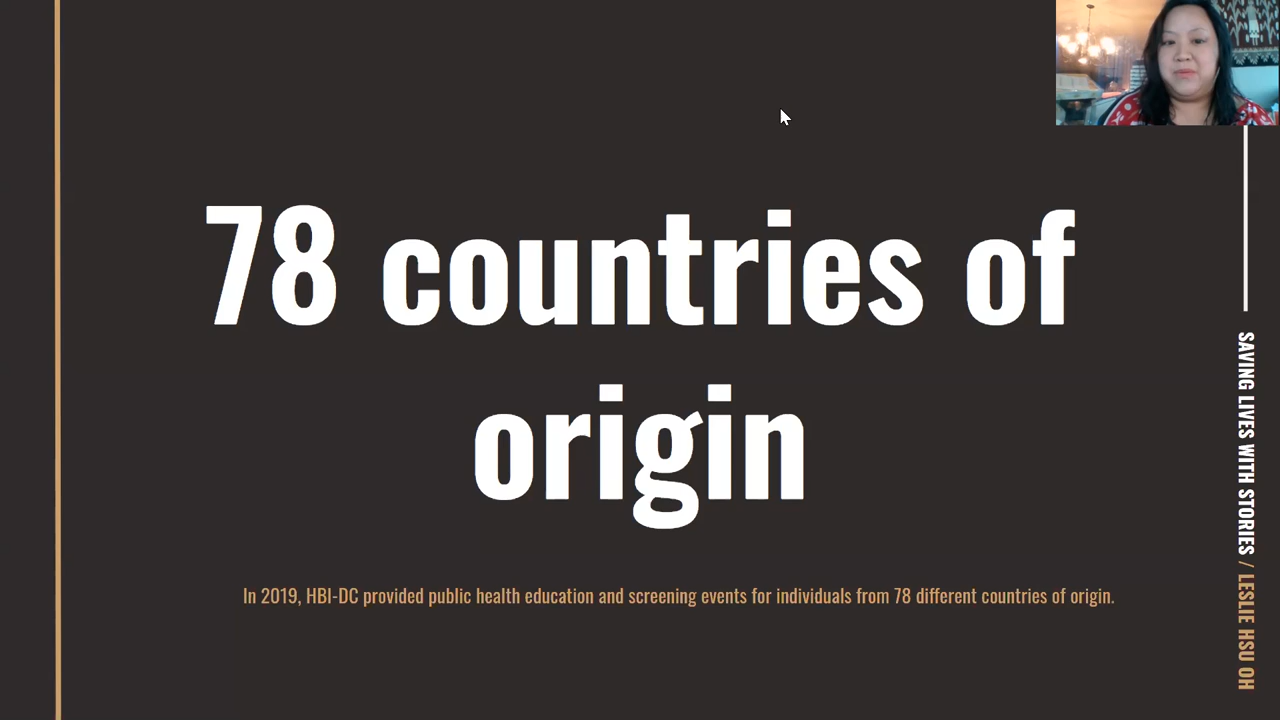 78 countries of
origin
In 2019, HBI-DC provided public health education and screening events for individuals from 78 different countries of origin.
SAVING LIVES WITH STORIES / LESLIE HSU OH